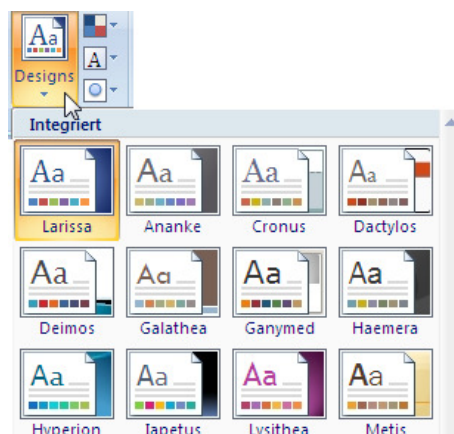 Aa
A
Designs
Integriert
Aa Aa Aa Aa
Larissa Ananke Cronus Dactylos
Aa Aa Aa Aa
Deimos Galathea Ganymed Haemera
Aa Aa Aa Aa
Hyperion Iapetus Lysithea Metis